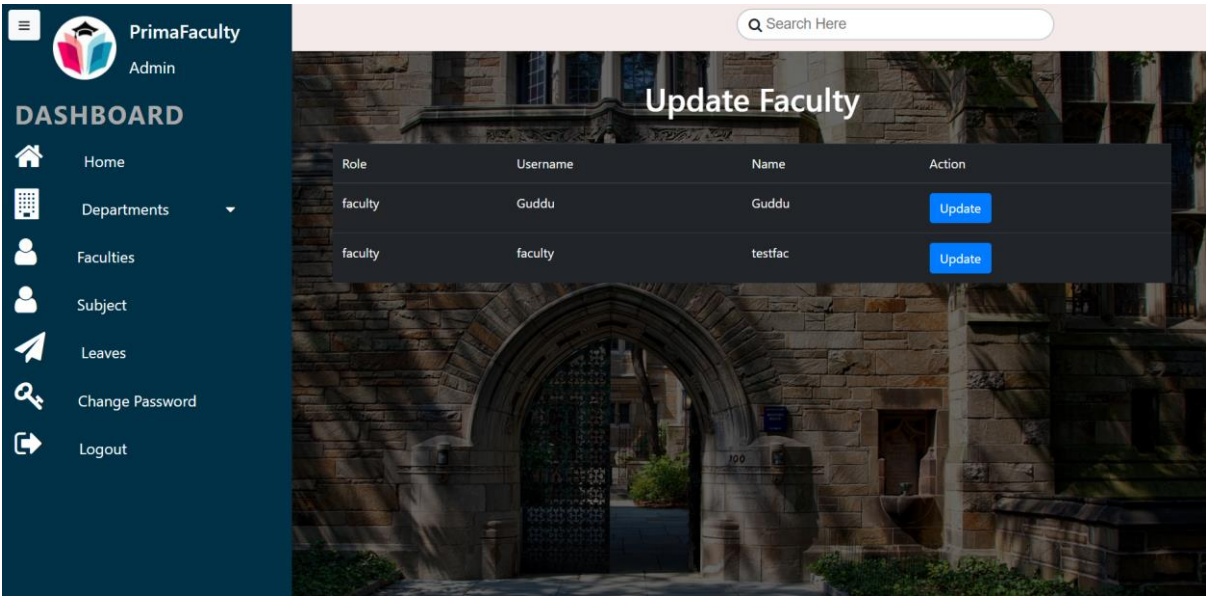 PrimaFaculty
Admin
Search Here
DASHBOARD
Home
Departments
Faculties
Subject
Leaves
Change Password
Logout
Update Faculty
Role Username Name Action
faculty Guddu Guddu Update
faculty faculty testfac Update
100